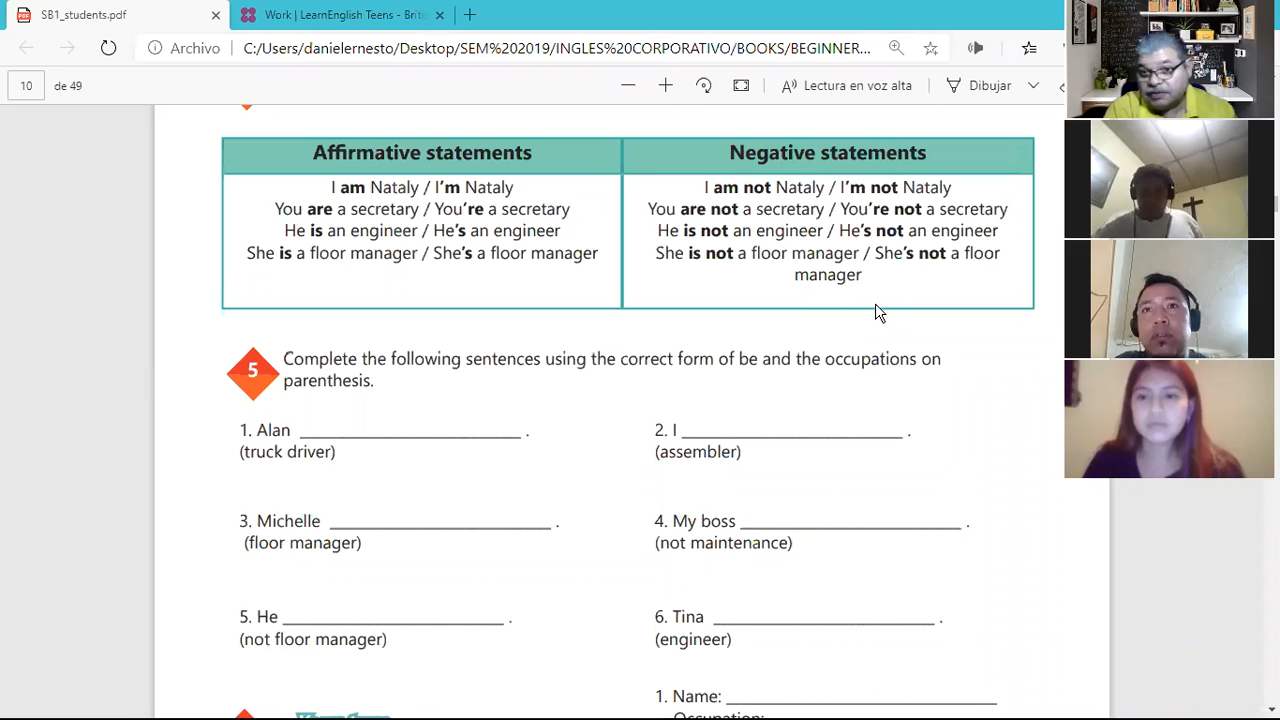 SB1_students.pdf
Work | LearnEnglish Teens - Briti
Archivo
C:/Users/danielernesto/Desktop/SEM%202019/INGLES%20CORPORATIVO/BOOKS/BEGINNER...
10 de 49
Lectura en voz alta
Dibujar
Affirmative statements
I am Nataly / I'm Nataly
You are a secretary / You're a secretary
He is an engineer / He's an engineer
She is a floor manager / She's a floor manager
Negative statements
I am not Nataly / I'm not Nataly
You are not a secretary / You're not a secretary
He is not an engineer / He's not an engineer
She is not a floor manager / She's not a floor
manager
5 Complete the following sentences using the correct form of be and the occupations on
parenthesis.
1. Alan ________________________ .
(truck driver)
2. I ________________________ .
(assembler)
3. Michelle ________________________ .
(floor manager)
4. My boss ________________________ .
(not maintenance)
5. He ________________________ .
(not floor manager)
6. Tina ________________________ .
(engineer)
1. Name: ______________________________
Occupation: